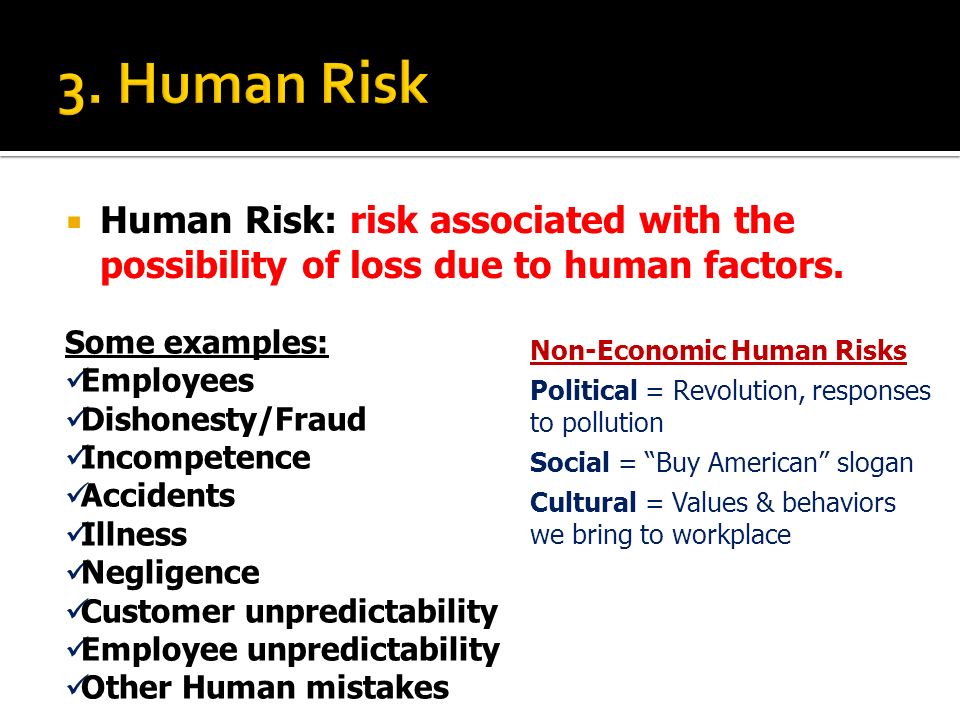 3. Human Risk
Human Risk: risk associated with the
possibility of loss due to human factors.
Some examples:
Employees
Dishonesty/Fraud
Incompetence
Accidents
Illness
Negligence
Customer unpredictability
Employee unpredictability
Other Human mistakes
Non-Economic Human Risks
Political = Revolution, responses
to pollution
Social = “Buy American” slogan
Cultural = Values & behaviors
we bring to workplace